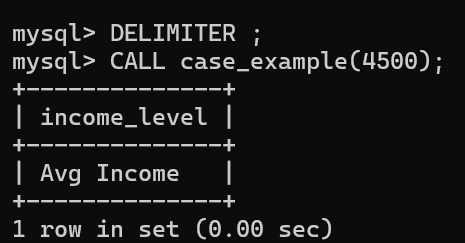 mysql> DELIMITER ;
mysql> CALL case_example(4500);
+--------------+
| income_level |
+--------------+
| Avg Income   |
+--------------+
1 row in set (0.00 sec)